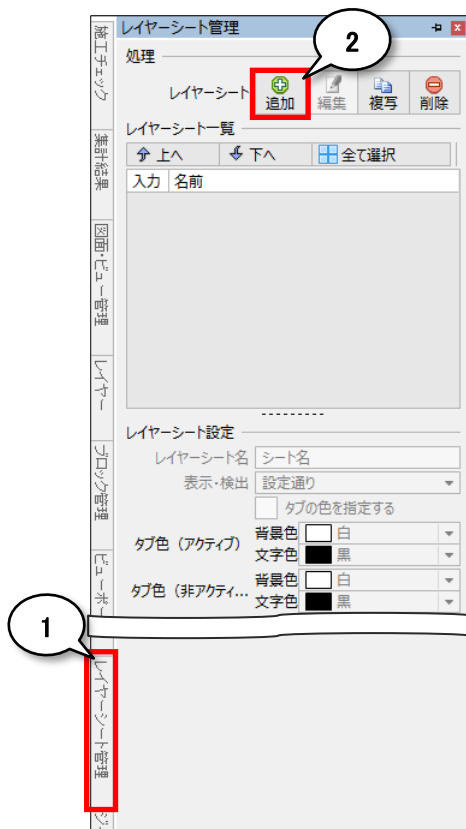 レイヤーシート管理
2
処理
レイヤーシート
追加
編集
複写
削除
レイヤーシート一覧
上へ
下へ
全て選択
入力
名前
レイヤーシート設定
レイヤーシート名
シート名
表示・検出
設定通り
タブの色を指定する
タブ色（アクティブ）
背景色
白
文字色
黒
タブ色（非アクティ...
背景色
白
文字色
黒
施工チェック
集計結果
図面・ビュー管理
レイヤー
ブロック管理
ビューポー
1
レイヤーシート管理